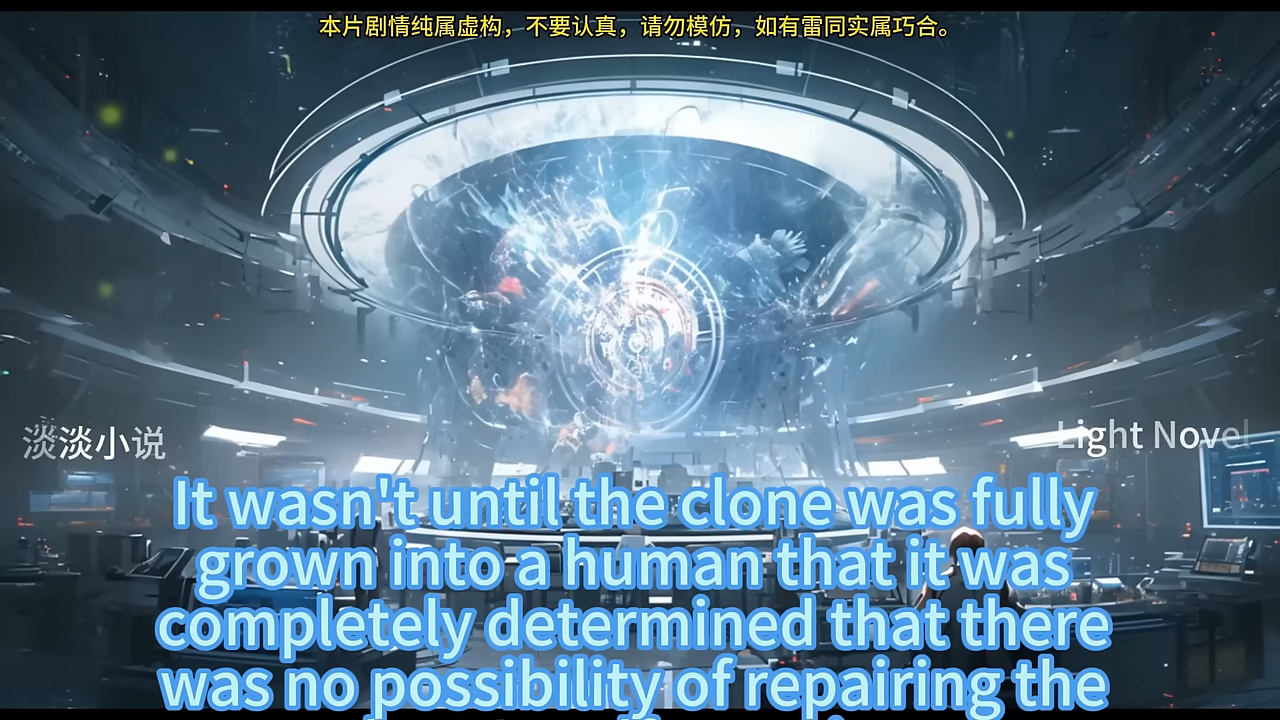 本片剧情纯属虚构，不要认真，请勿模仿，如有雷同实属巧合。
淡淡小说
Light Novel
It wasn't until the clone was fully
grown into a human that it was
completely determined that there
was no possibility of repairing the